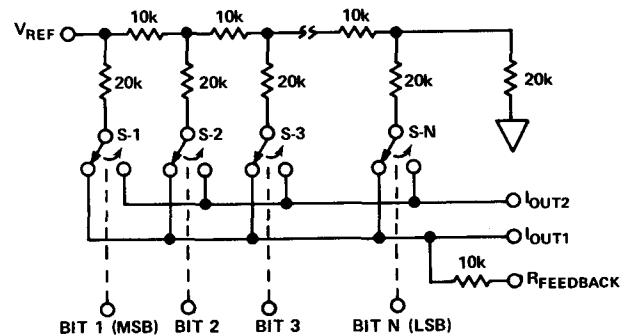 10k 10k 10k
VREF
20k 20k 20k 20k 20k
S-1 S-2 S-3 S-N
IOUT2
IOUT1
10k
RFEEDBACK
BIT 1 (MSB) BIT 2 BIT 3 BIT N (LSB)